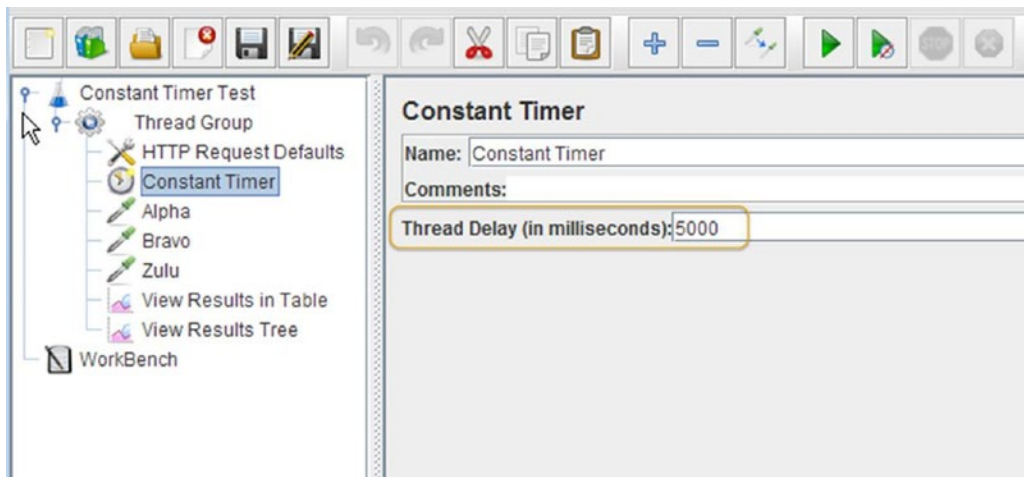 STOP
Constant Timer Test
Thread Group
HTTP Request Defaults
Constant Timer
Alpha
Bravo
Zulu
View Results in Table
View Results Tree
WorkBench
Constant Timer
Name: Constant Timer
Comments:
Thread Delay (in milliseconds): 5000